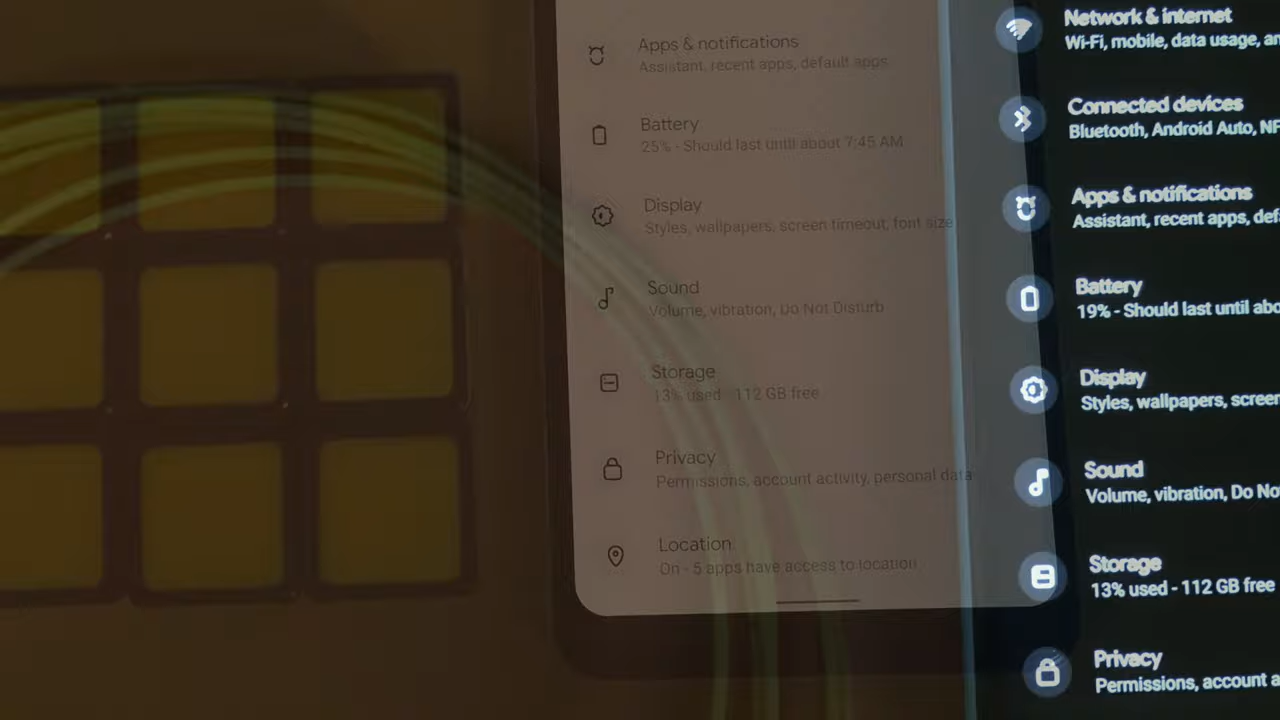 Apps & notifications
Assistant, recent apps, default apps
Battery
25% - Should last until about 7:45 AM
Display
Styles, wallpapers, screen timeout, font size
Sound
Volume, vibration, Do Not Disturb
Storage
13% used - 112 GB free
Privacy
Permissions, account activity, personal data
Location
On - 5 apps have access to location
Network & internet
Wi-Fi, mobile, data usage, an
Connected devices
Bluetooth, Android Auto, NF
Apps & notifications
Assistant, recent apps, def
Battery
19% - Should last until abo
Display
Styles, wallpapers, screen
Sound
Volume, vibration, Do No
Storage
13% used - 112 GB free
Privacy
Permissions, account a